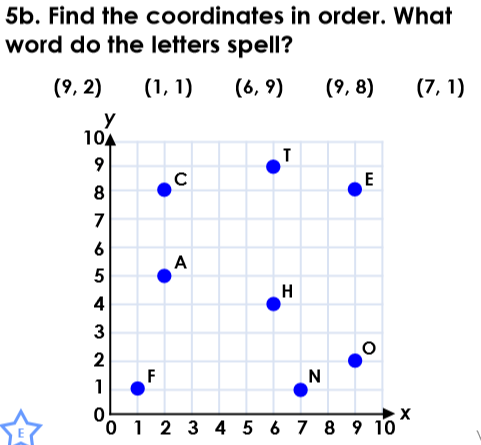 5b. Find the coordinates in order. What
word do the letters spell?
(9, 2) (1, 1) (6, 9) (9, 8) (7, 1)
y
10
9
T
C
E
8
7
6
A
5
H
4
3
O
2
F
N
1
0
x
0 1 2 3 4 5 6 7 8 9 10
E